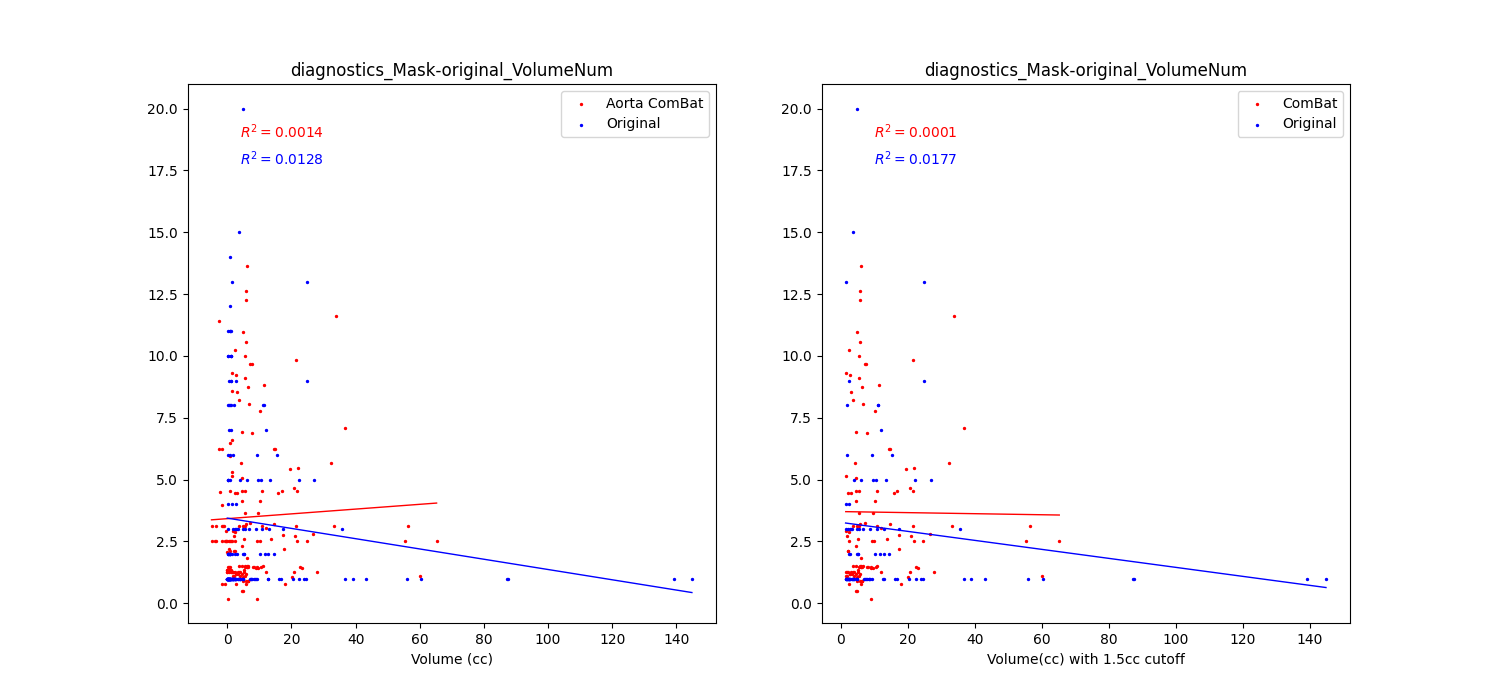 diagnostics_Mask-original_VolumeNum
Aorta ComBat
Original
R² = 0.0014
R² = 0.0128
20.0
17.5
15.0
12.5
10.0
7.5
5.0
2.5
0.0
0 20 40 60 80 100 120 140
Volume (cc)
diagnostics_Mask-original_VolumeNum
ComBat
Original
R² = 0.0001
R² = 0.0177
20.0
17.5
15.0
12.5
10.0
7.5
5.0
2.5
0.0
0 20 40 60 80 100 120 140
Volume(cc) with 1.5cc cutoff